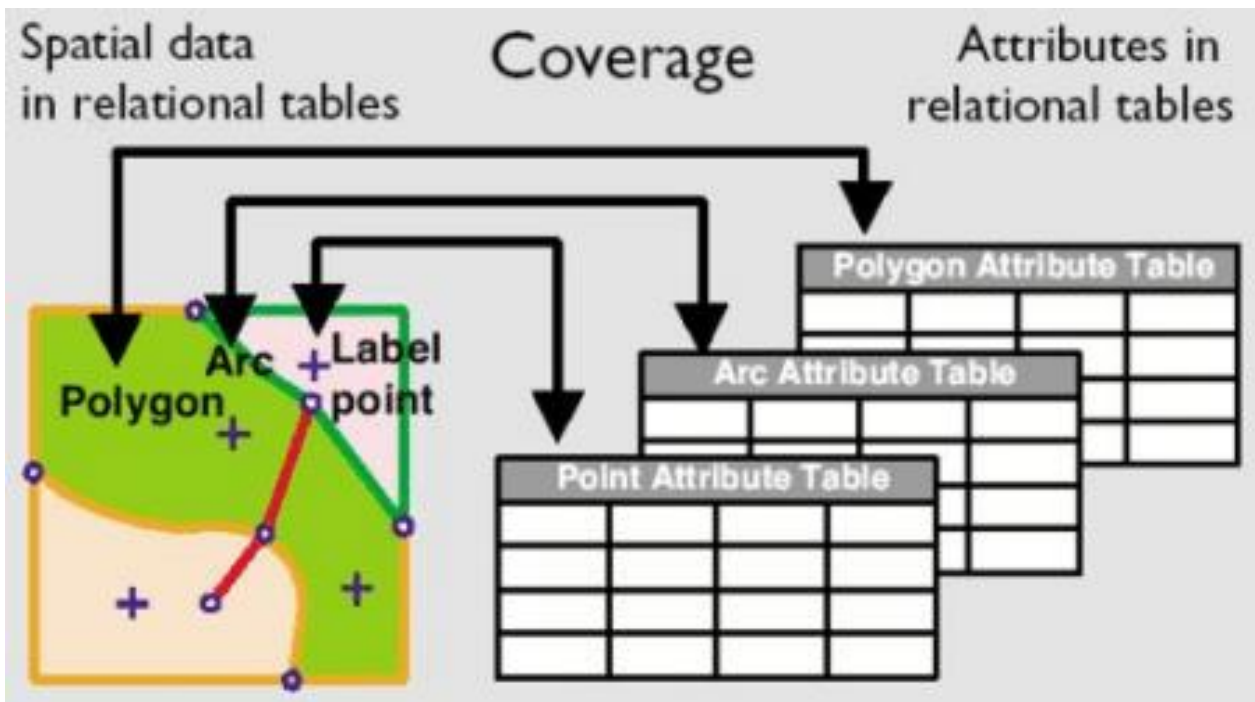 Spatial data
in relational tables
Coverage
Attributes in
relational tables
Polygon Attribute Table
Arc
Label
point
Polygon
Arc Attribute Table
Point Attribute Table